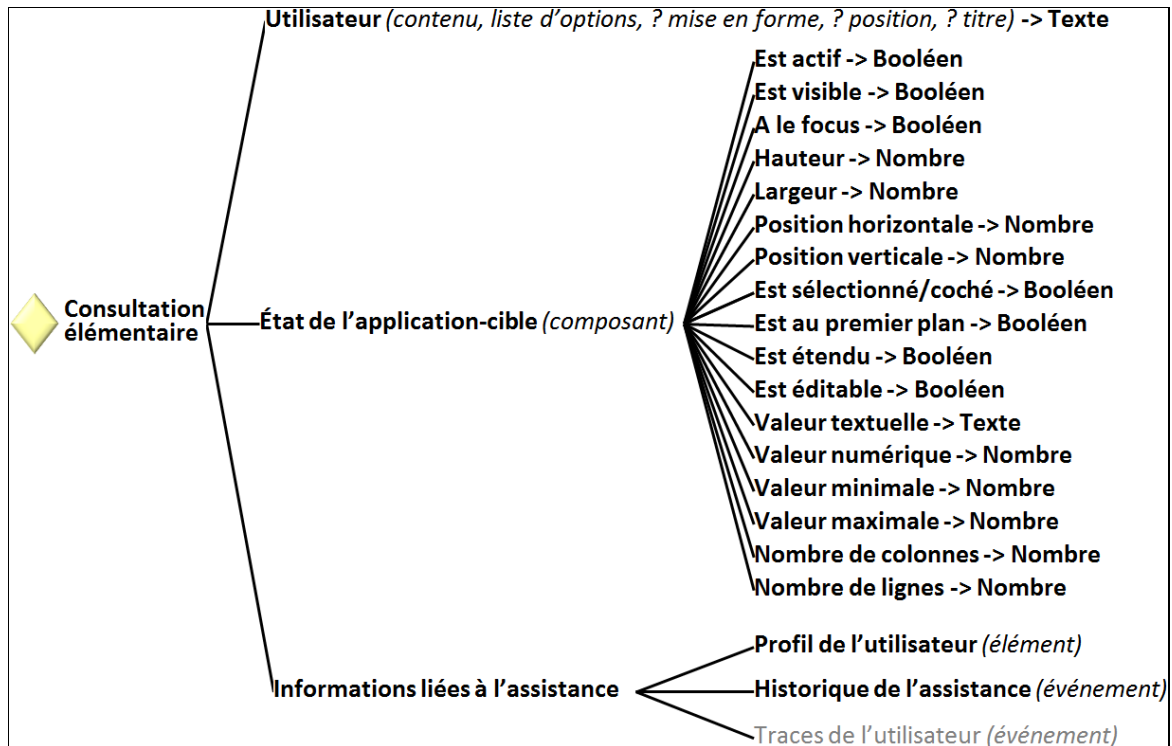 Utilisateur (contenu, liste d’options, ? mise en forme, ? position, ? titre) -> Texte
Est actif -> Booléen
Est visible -> Booléen
A le focus -> Booléen
Hauteur -> Nombre
Largeur -> Nombre
Position horizontale -> Nombre
Position verticale -> Nombre
Est sélectionné/coché -> Booléen
Consultation
élémentaire
État de l’application-cible (composant)
Est au premier plan -> Booléen
Est étendu -> Booléen
Est éditable -> Booléen
Valeur textuelle -> Texte
Valeur numérique -> Nombre
Valeur minimale -> Nombre
Valeur maximale -> Nombre
Nombre de colonnes -> Nombre
Nombre de lignes -> Nombre
Informations liées à l’assistance
Profil de l’utilisateur (élément)
Historique de l’assistance (événement)
Traces de l’utilisateur (événement)